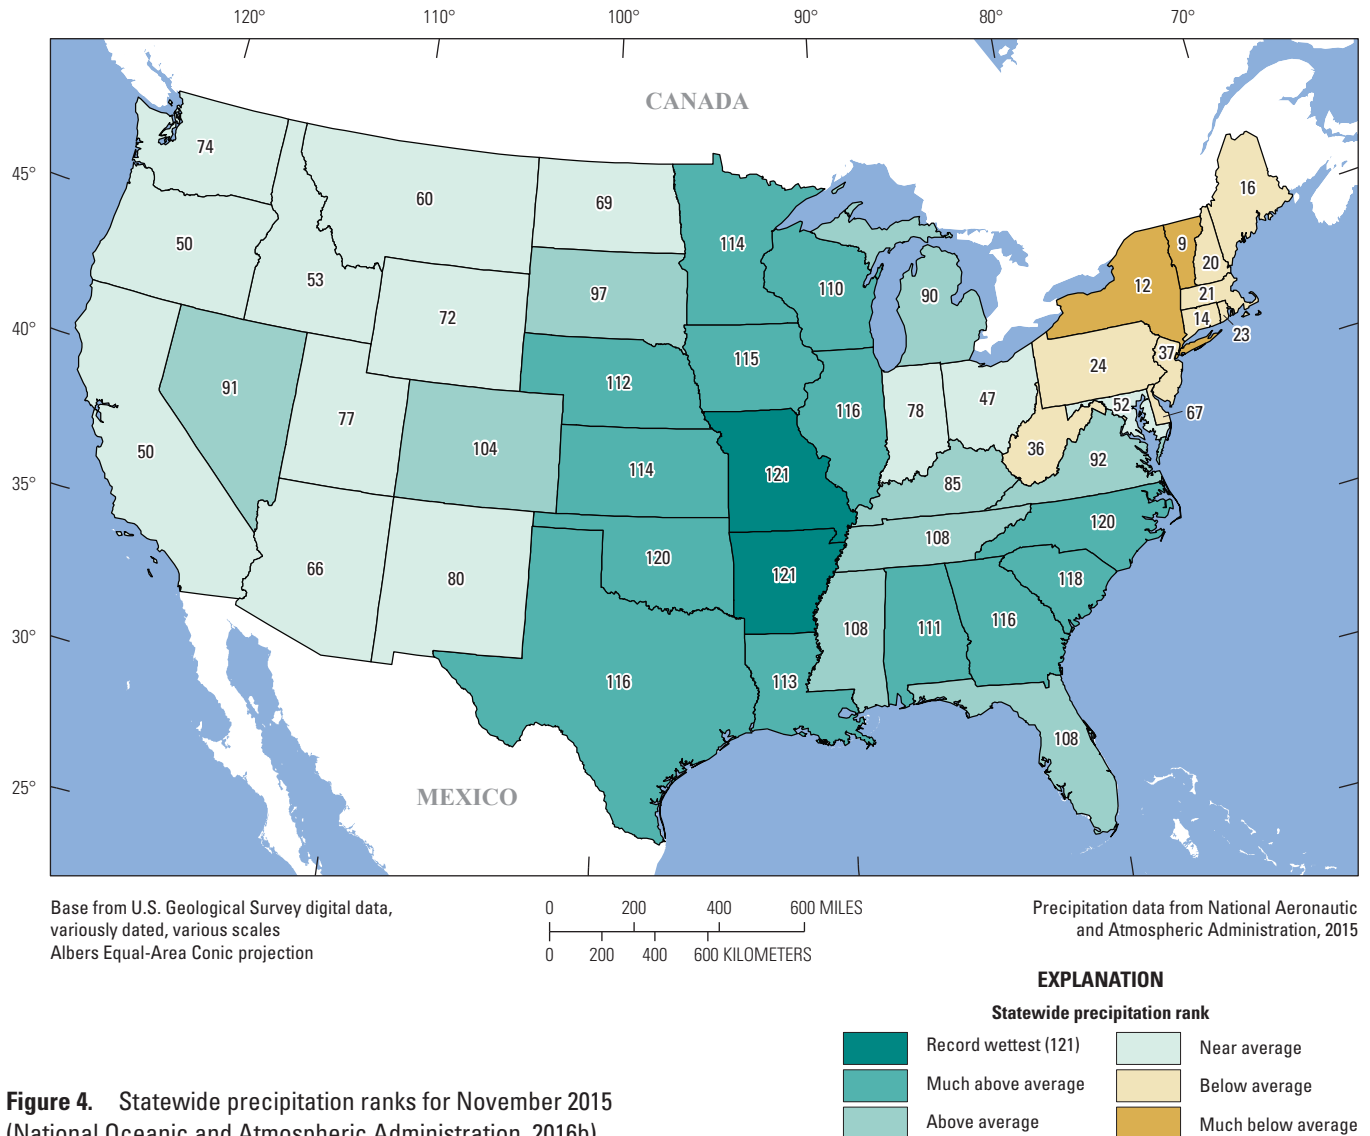 120° 110° 100° 90° 80° 70°
CANADA
74
16
45°
60
69
50
114
9
20
53
12
97
110
90
21
72
14
40°
23
115
37
91
112
24
77
47
116
78
52
67
104
50
36
92
114
121
85
35°
120
108
120
66
121
118
80
116
108
111
30°
116
113
108
25°
MEXICO
Base from U.S. Geological Survey digital data,
variously dated, various scales
Albers Equal-Area Conic projection
0 200 400 600 MILES
0 200 400 600 KILOMETERS
Precipitation data from National Aeronautic
and Atmospheric Administration, 2015
EXPLANATION
Statewide precipitation rank
Record wettest (121)
Near average
Much above average
Below average
Above average
Much below average
Figure 4. Statewide precipitation ranks for November 2015
(National Oceanic and Atmospheric Administration, 2016b)